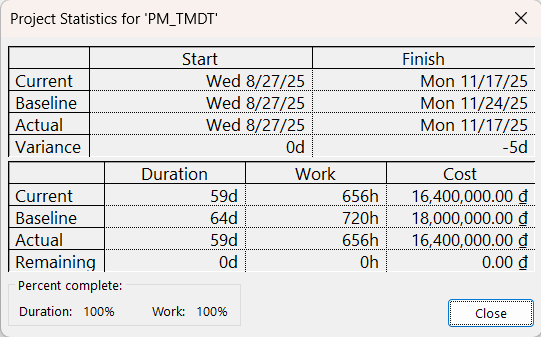 Project Statistics for 'PM_TMDT'
Start Finish
Current Wed 8/27/25 Mon 11/17/25
Baseline Wed 8/27/25 Mon 11/24/25
Actual Wed 8/27/25 Mon 11/17/25
Variance 0d -5d
Duration Work Cost
Current 59d 656h 16,400,000.00 ₫
Baseline 64d 720h 18,000,000.00 ₫
Actual 59d 656h 16,400,000.00 ₫
Remaining 0d 0h 0.00 ₫
Percent complete:
Duration: 100% Work: 100%
Close